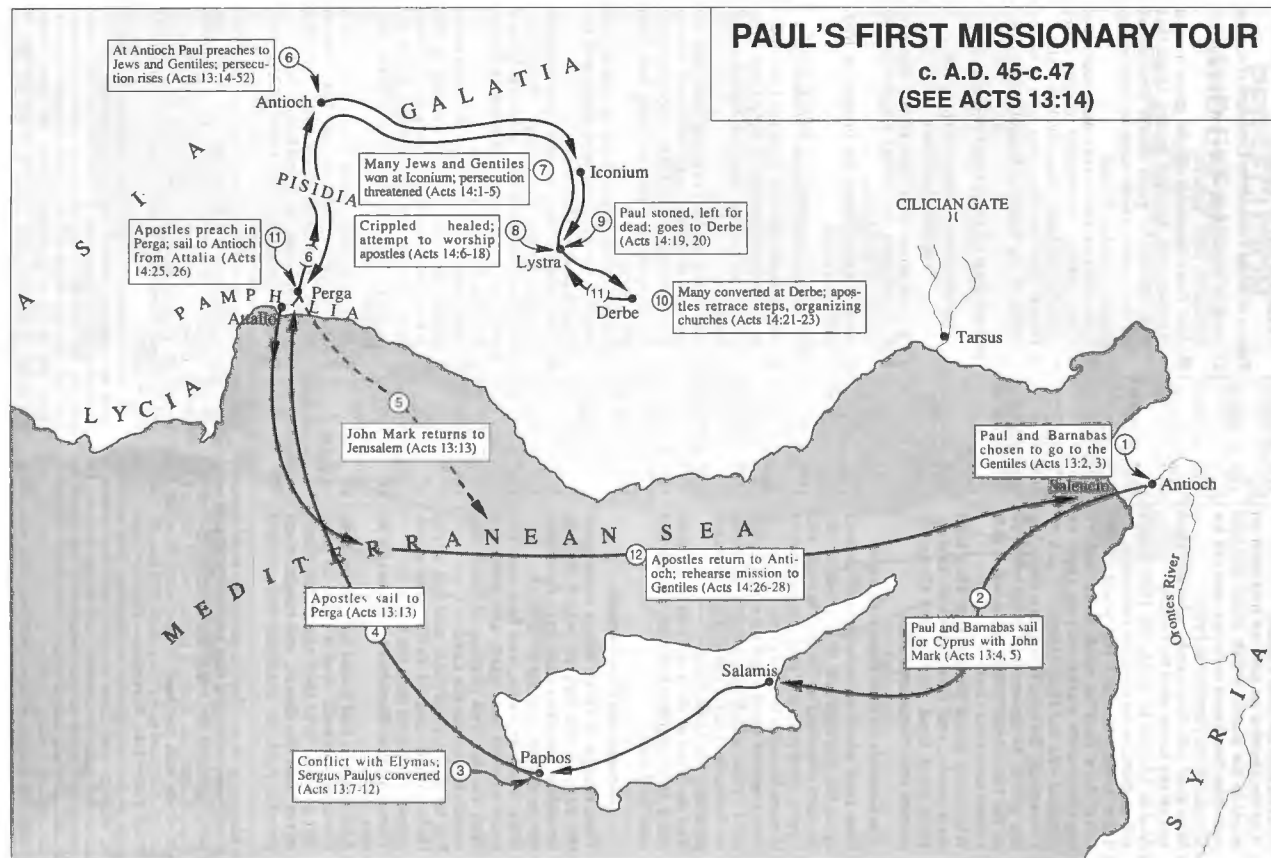 PAUL'S FIRST MISSIONARY TOUR
c. A.D. 45-c.47
(SEE ACTS 13:14)
At Antioch Paul preaches to
Jews and Gentiles; persecu-
tion rises (Acts 13:14-52)
6
Antioch
GALATIA
ASIA
PISIDIA
Many Jews and Gentiles
won at Iconium; persecution
threatened (Acts 14:1-5)
7
Iconium
Apostles preach in
Perga; sail to Antioch
from Attalia (Acts
14:25, 26)
11
6
Crippled healed;
attempt to worship
apostles (Acts 14:6-18)
8
9
Paul stoned, left for
dead; goes to Derbe
(Acts 14:19, 20)
Lystra
CILICIAN GATE
PAMPHYLIA
Perga
Attalia
(11)
Derbe
10
Many converted at Derbe; apos-
tles retrace steps, organizing
churches (Acts 14:21-23)
Tarsus
LYCIA
5
John Mark returns to
Jerusalem (Acts 13:13)
Paul and Barnabas
chosen to go to the
Gentiles (Acts 13:2, 3)
1
Antioch
MEDITERRANEAN SEA
12
Apostles return to Anti-
och; rehearse mission to
Gentiles (Acts 14:26-28)
Apostles sail to
Perga (Acts 13:13)
4
2
Paul and Barnabas sail
for Cyprus with John
Mark (Acts 13:4, 5)
Orontes River
Salamis
SYRIA
Paphos
Conflict with Elymas;
Sergius Paulus converted
(Acts 13:7-12)
3